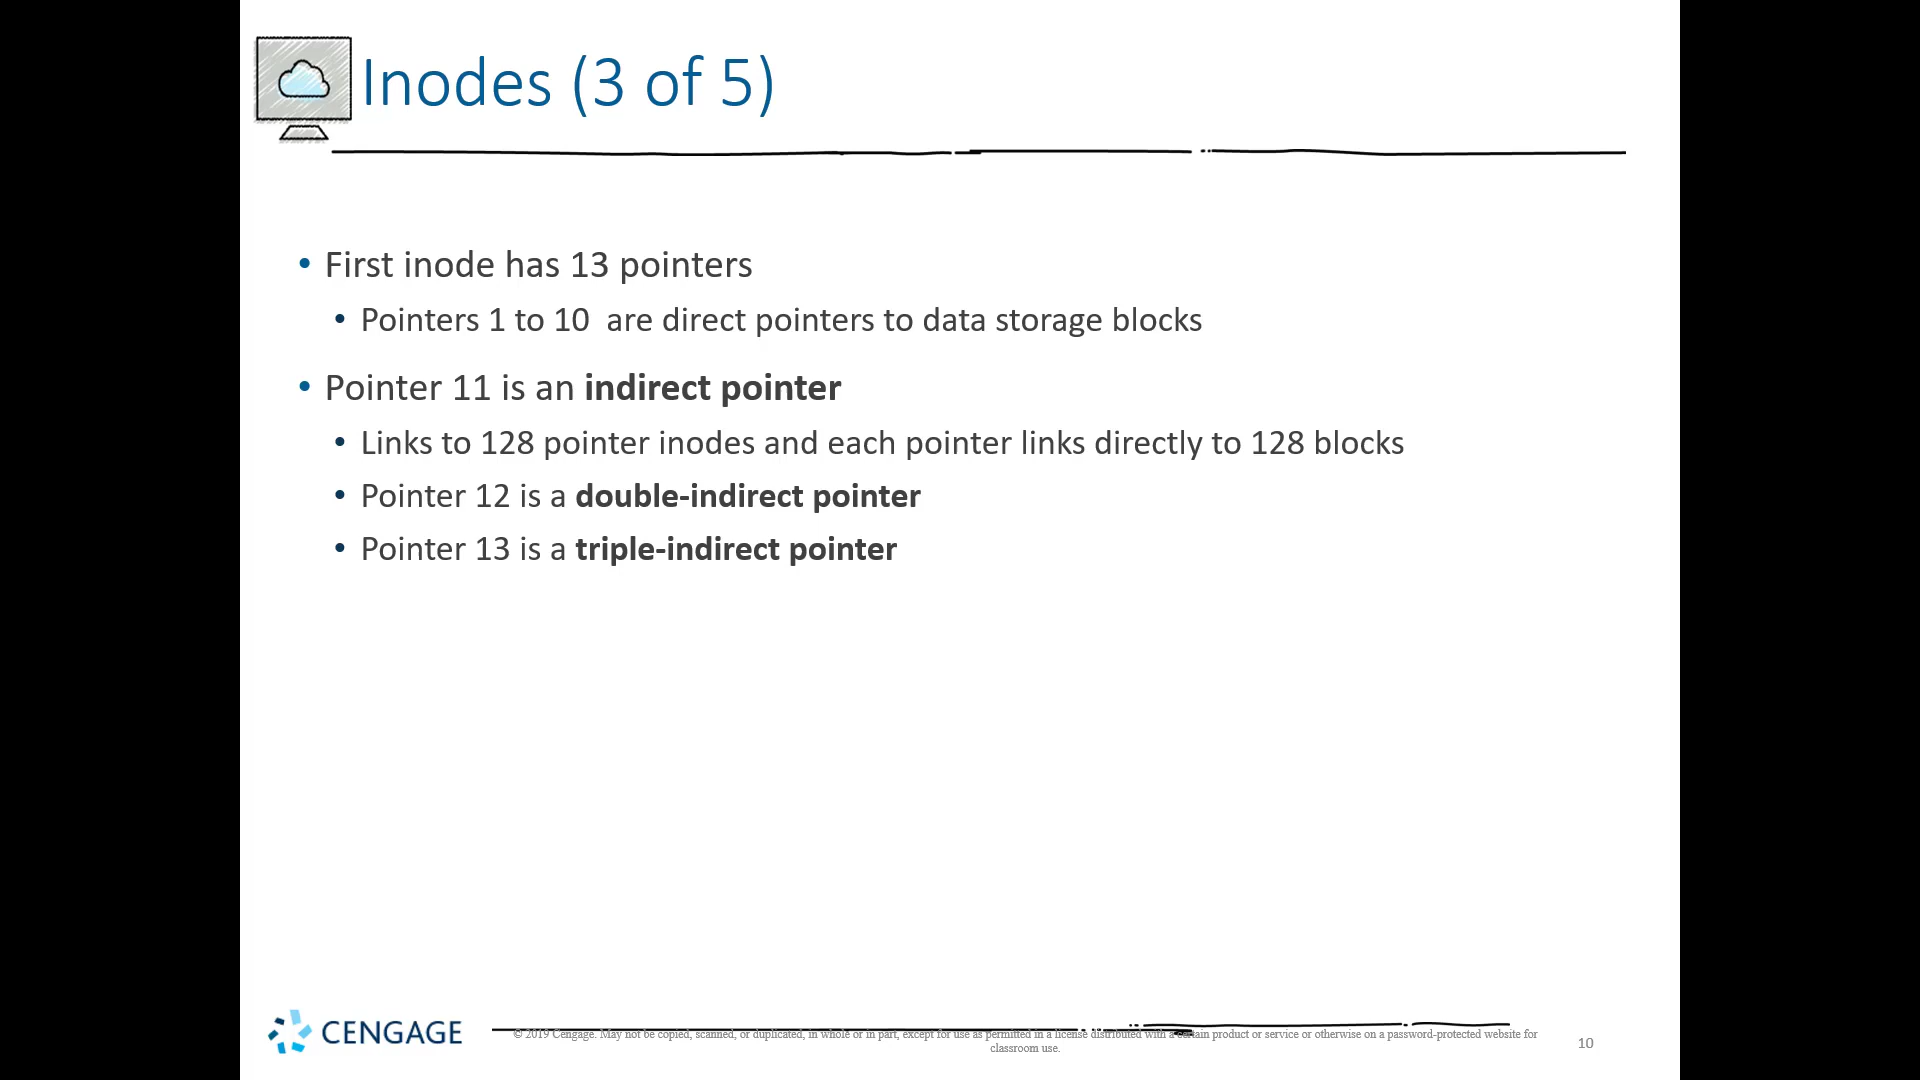 Inodes (3 of 5)
• First inode has 13 pointers
• Pointers 1 to 10  are direct pointers to data storage blocks
• Pointer 11 is an indirect pointer
• Links to 128 pointer inodes and each pointer links directly to 128 blocks
• Pointer 12 is a double-indirect pointer
• Pointer 13 is a triple-indirect pointer
CENGAGE
© 2019 Cengage. May not be copied, scanned, or duplicated, in whole or in part, except for use as permitted in a license distributed with a certain product or service or otherwise on a password-protected website for
classroom use.
10